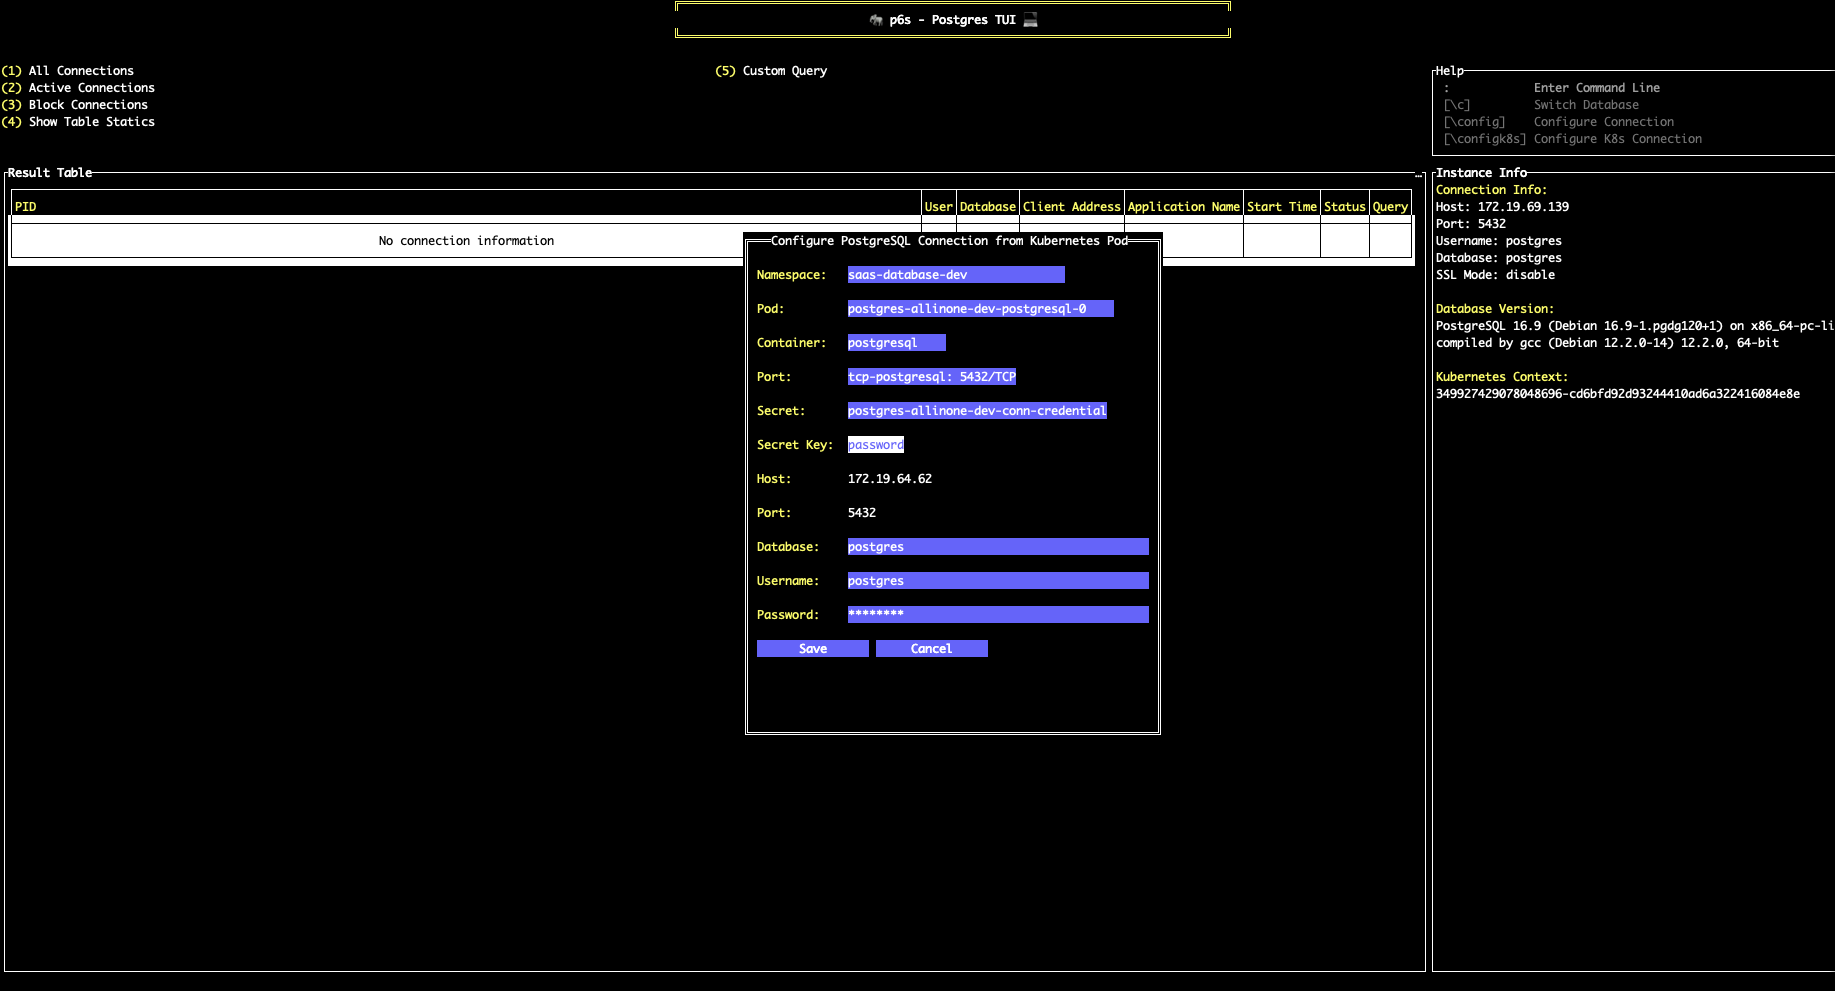 p6s - Postgres TUI
(1) All Connections
(2) Active Connections
(3) Block Connections
(4) Show Table Statics
(5) Custom Query
Help
: Enter Command Line
[\c] Switch Database
[\config] Configure Connection
[\configk8s] Configure K8s Connection
Result Table …
PID User Database Client Address Application Name Start Time Status Query
No connection information
Configure PostgreSQL Connection from Kubernetes Pod
Namespace: saas-database-dev
Pod: postgres-allinone-dev-postgresql-0
Container: postgresql
Port: tcp-postgresql: 5432/TCP
Secret: postgres-allinone-dev-conn-credential
Secret Key: password
Host: 172.19.64.62
Port: 5432
Database: postgres
Username: postgres
Password: ********
Save Cancel
Instance Info
Connection Info:
Host: 172.19.69.139
Port: 5432
Username: postgres
Database: postgres
SSL Mode: disable
Database Version:
PostgreSQL 16.9 (Debian 16.9-1.pgdg120+1) on x86_64-pc-li
compiled by gcc (Debian 12.2.0-14) 12.2.0, 64-bit
Kubernetes Context:
349927429078048696-cd6bfd92d93244410ad6a322416084e8e